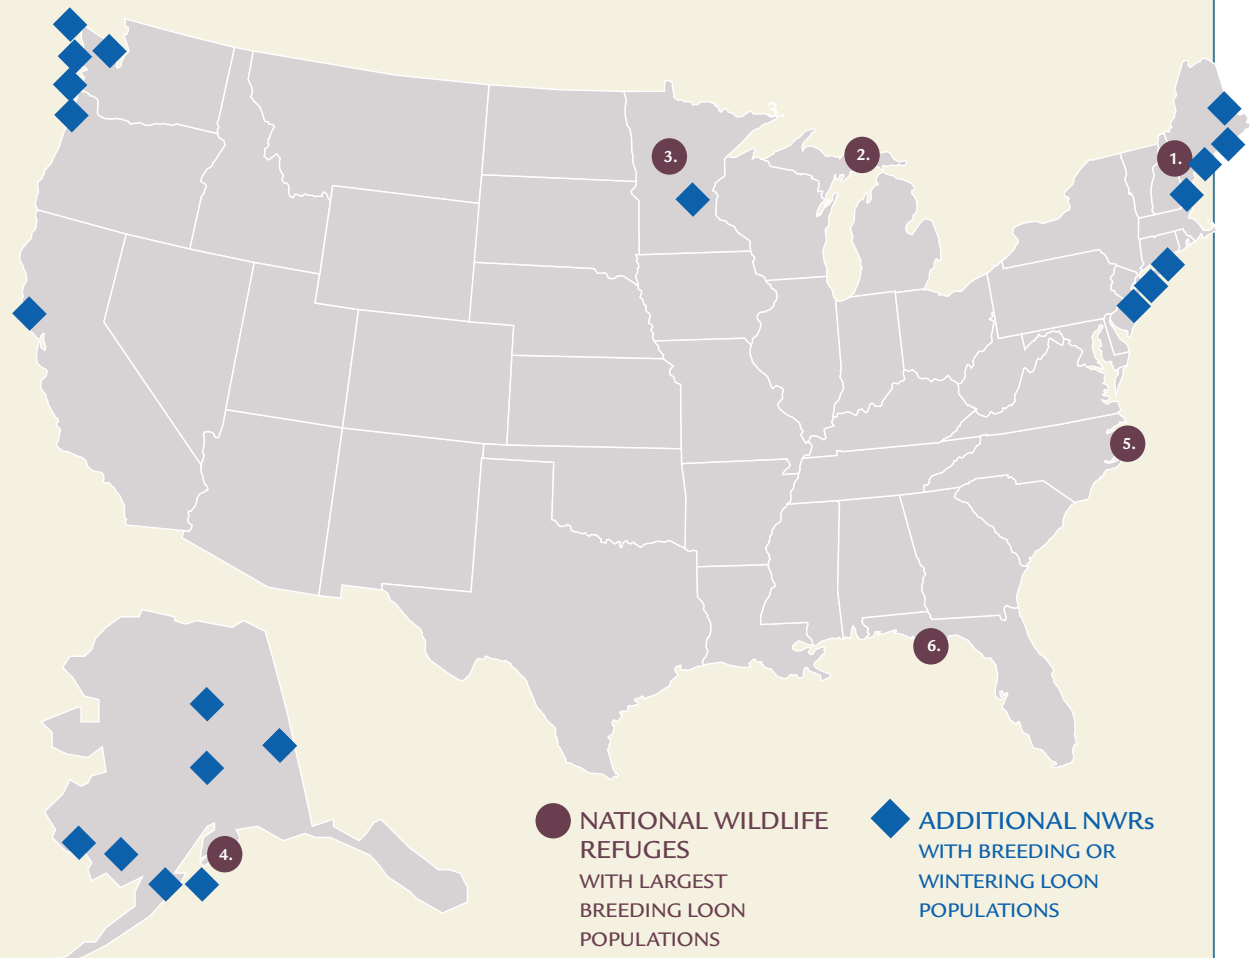 3.
3.
2.
1.
5.
6.
4.
NATIONAL WILDLIFE
REFUGES
WITH LARGEST
BREEDING LOON
POPULATIONS
ADDITIONAL NWRs
WITH BREEDING OR
WINTERING LOON
POPULATIONS